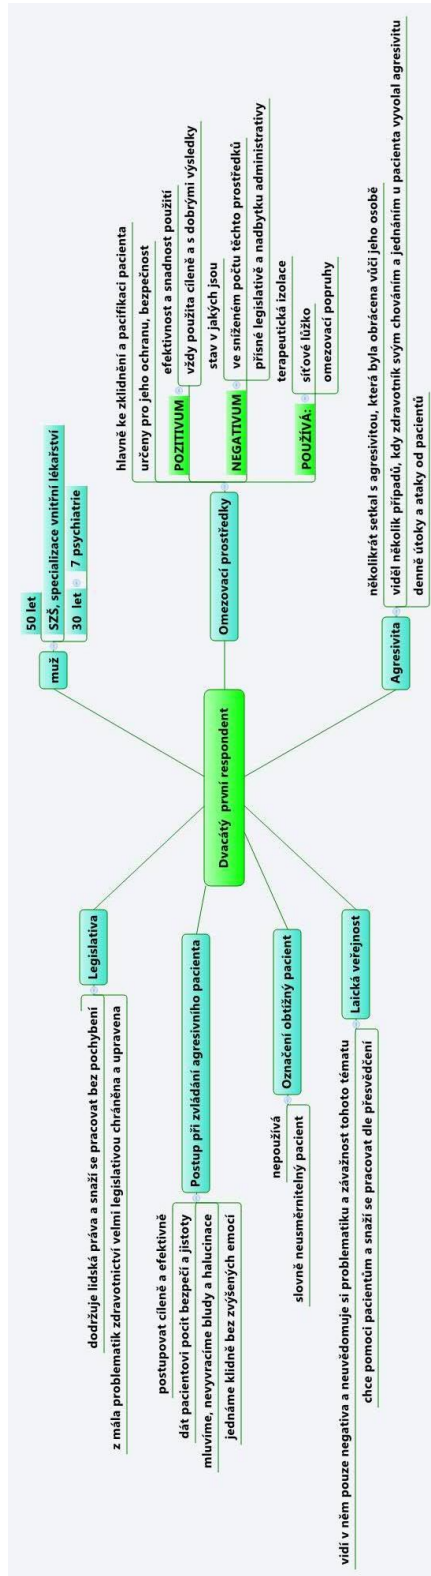 Dvacátý první respondent
muž
50 let
SZŠ, specializace vnitřní lékařství
30 let
7 psychiatrie
Omezovací prostředky
hlavně ke zklidnění a pacifikaci pacienta
určeny pro jeho ochranu, bezpečnost
POZITIVUM
efektivnost a snadnost použití
vždy použita cíleně a s dobrými výsledky
NEGATIVUM
stav v jakých jsou
ve sníženém počtu těchto prostředků
přísné legislativě a nadbytku administrativy
POUŽÍVÁ:
terapeutická izolace
síťové lůžko
omezovací popruhy
Agresivita
několikrát setkal s agresivitou, která byla obrácena vůči jeho osobě
viděl několik případů, kdy zdravotník svým chováním a jednáním u pacienta vyvolal agresivitu
denně útoky a ataky od pacientů
Legislativa
dodržuje lidská práva a snaží se pracovat bez pochybení
z mála problematik zdravotnictví velmi legislativou chráněna a upravena
Postup při zvládání agresivního pacienta
postupovat cíleně a efektivně
dát pacientovi pocit bezpečí a jistoty
mluvíme, nevyvracíme bludy a halucinace
jednáme klidně bez zvýšených emocí
Označení obtížný pacient
nepoužívá
slovně neusměrnitelný pacient
Laická veřejnost
vidí v něm pouze negativa a neuvědomuje si problematiku a závažnost tohoto tématu
chce pomoci pacientům a snaží se pracovat dle přesvědčení